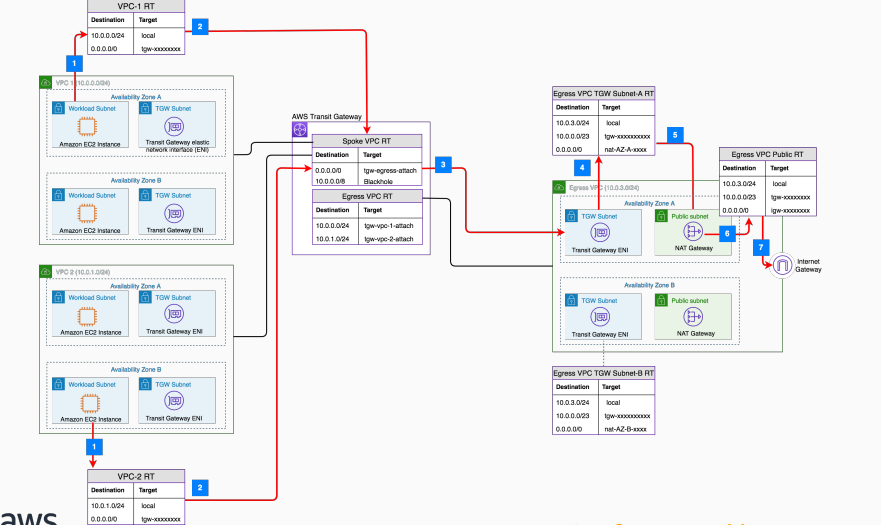 VPC-1 RT
Destination Target
10.0.0.0/24 local
0.0.0.0/0 tgw-xxxxxxxx
2
1
VPC 1 (10.0.0.0/24)
Availability Zone A
Workload Subnet
TGW Subnet
Amazon EC2 Instance
Transit Gateway elastic
network interface (ENI)
Availability Zone B
Workload Subnet
TGW Subnet
Amazon EC2 Instance
Transit Gateway ENI
VPC 2 (10.0.1.0/24)
Availability Zone A
Workload Subnet
TGW Subnet
Amazon EC2 Instance
Transit Gateway ENI
Availability Zone B
Workload Subnet
TGW Subnet
Amazon EC2 Instance
Transit Gateway ENI
1
VPC-2 RT
Destination Target
10.0.1.0/24 local
0.0.0.0/0 tgw-xxxxxxxx
2
aws
AWS Transit Gateway
Spoke VPC RT
Destination Target
0.0.0.0/0 tgw-egress-attach
10.0.0.0/8 Blackhole
Egress VPC RT
Destination Target
10.0.0.0/24 tgw-vpc-1-attach
10.0.1.0/24 tgw-vpc-2-attach
3
Egress VPC TGW Subnet-A RT
Destination Target
10.0.3.0/24 local
10.0.0.0/23 tgw-xxxxxxxxxx
0.0.0.0/0 nat-AZ-A-xxxx
4
5
Egress VPC Public RT
Destination Target
10.0.3.0/24 local
10.0.0.0/23 tgw-xxxxxxx
0.0.0.0/0 igw-xxxxxxx
Egress VPC (10.0.3.0/24)
Availability Zone A
TGW Subnet
Public subnet
Transit Gateway ENI
NAT Gateway
6
7
Internet
Gateway
Availability Zone B
TGW Subnet
Public subnet
Transit Gateway ENI
NAT Gateway
Egress VPC TGW Subnet-B RT
Destination Target
10.0.3.0/24 local
10.0.0.0/23 tgw-xxxxxxxxxx
0.0.0.0/0 nat-AZ-B-xxxx